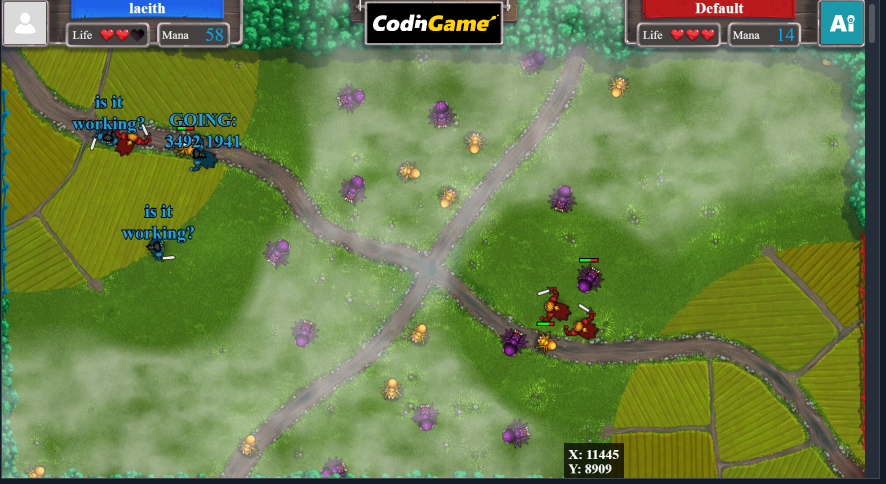 laeith
CodinGame
Default
Ai
Life
Mana 58
Life
Mana 14
is it
working?
GOING:
3492 1941
is it
working?
X: 11445
Y: 8909